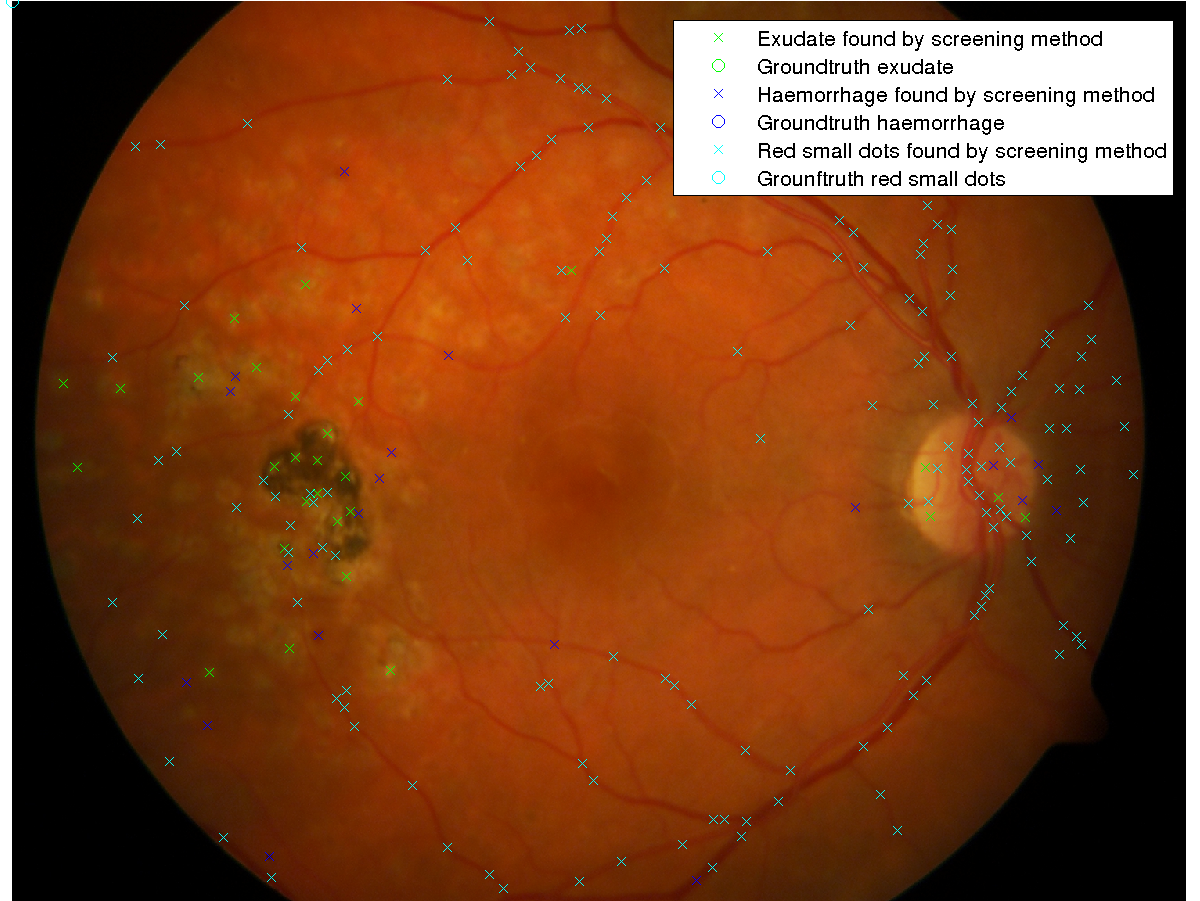 Exudate found by screening method
Groundtruth exudate
Haemorrhage found by screening method
Groundtruth haemorrhage
Red small dots found by screening method
Grounftruth red small dots